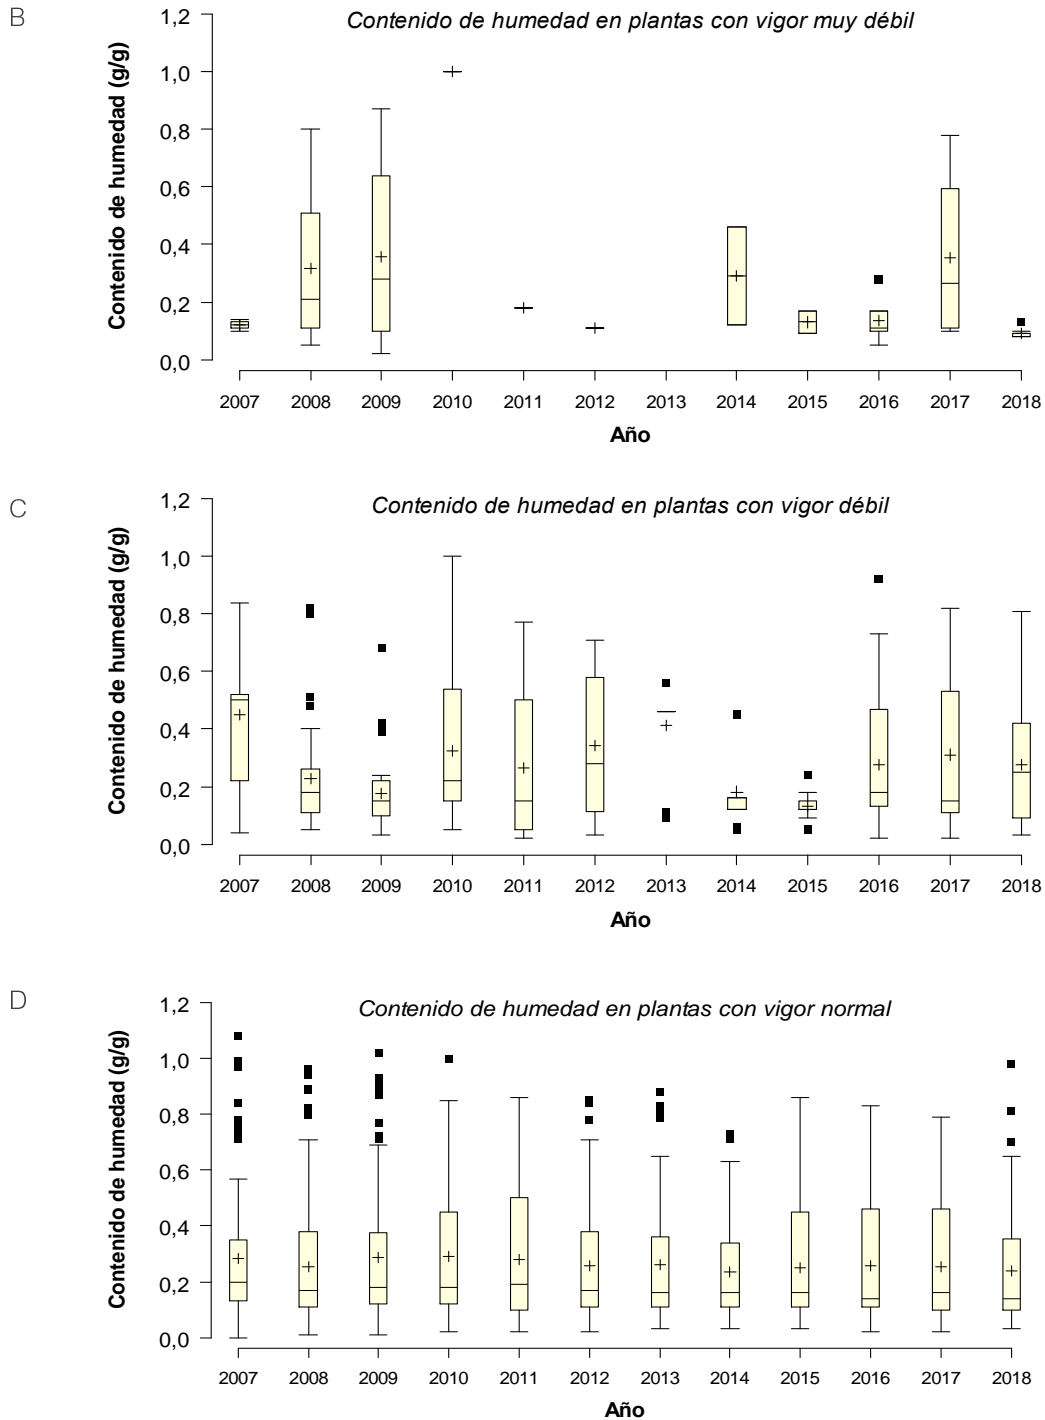 B
Contenido de humedad en plantas con vigor muy débil
Contenido de humedad (g/g)
1,2
1,0
0,8
0,6
0,4
0,2
0,0
2007 2008 2009 2010 2011 2012 2013 2014 2015 2016 2017 2018
Año
C
Contenido de humedad en plantas con vigor débil
Contenido de humedad (g/g)
1,2
1,0
0,8
0,6
0,4
0,2
0,0
2007 2008 2009 2010 2011 2012 2013 2014 2015 2016 2017 2018
Año
D
Contenido de humedad en plantas con vigor normal
Contenido de humedad (g/g)
1,2
1,0
0,8
0,6
0,4
0,2
0,0
2007 2008 2009 2010 2011 2012 2013 2014 2015 2016 2017 2018
Año